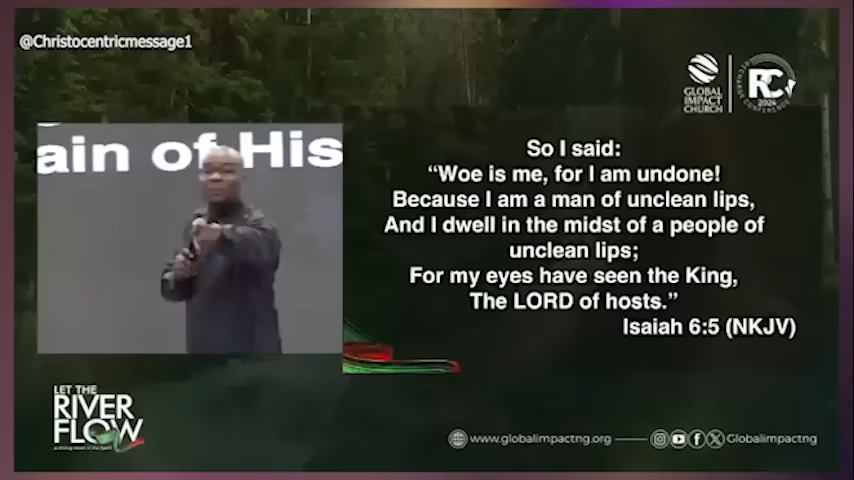 @Christocentricmessage1
GLOBAL
IMPACT
CHURCH
RC
2024
ain of His
So I said:
“Woe is me, for I am undone!
Because I am a man of unclean lips,
And I dwell in the midst of a people of
unclean lips;
For my eyes have seen the King,
The LORD of hosts.”
Isaiah 6:5 (NKJV)
LET THE
RIVER
FLOW
www.globalimpactng.org
Globalimpactng